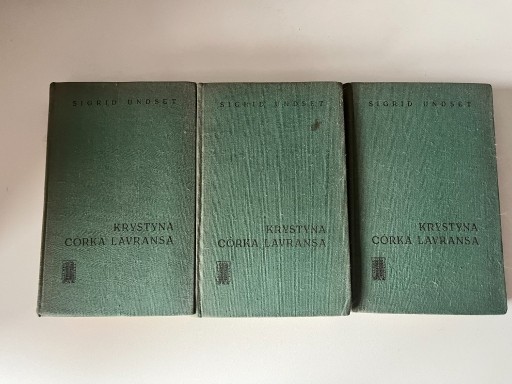 SIGRID UNDSET
KRYSTYNA
CÓRKA LAVRANSA
SIGRID UNDSET
KRYSTYNA
CÓRKA LAVRANSA
SIGRID UNDSET
KRYSTYNA
CÓRKA LAVRANSA